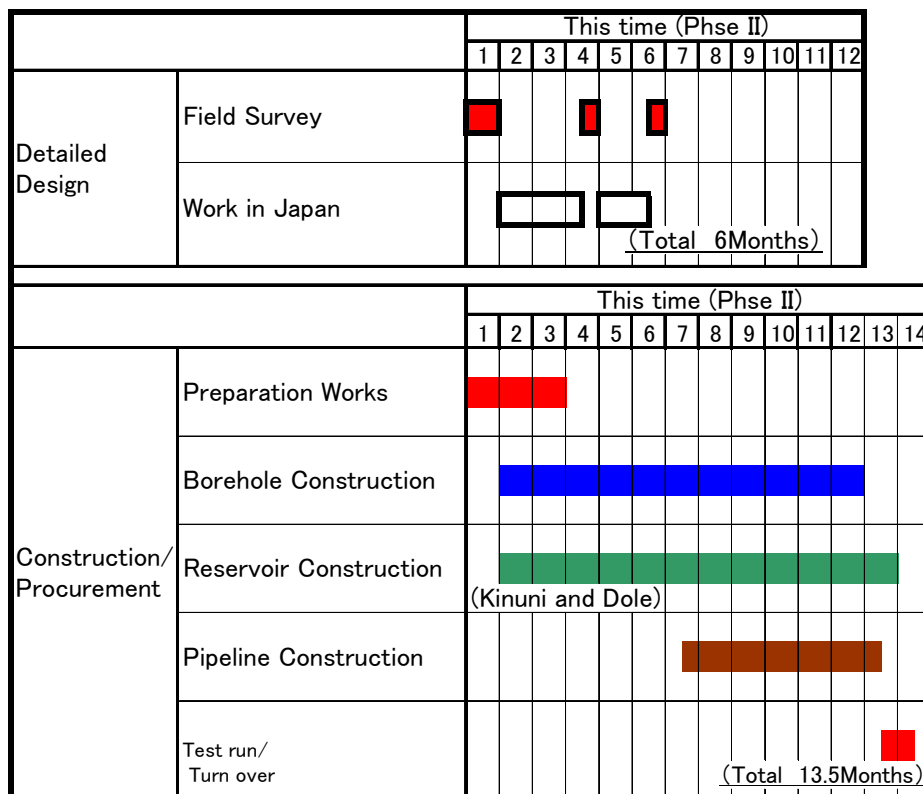 This time (Phse Ⅱ)
1 2 3 4 5 6 7 8 9 10 11 12
Detailed
Design
Field Survey
Work in Japan
(Total 6Months)
This time (Phse Ⅱ)
1 2 3 4 5 6 7 8 9 10 11 12 13 14
Construction/
Procurement
Preparation Works
Borehole Construction
Reservoir Construction
(Kinuni and Dole)
Pipeline Construction
Test run/
Turn over
(Total 13.5Months)